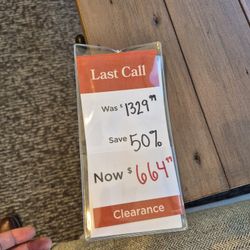 Last Call
Was $ 1329.99
Save 50%
Now $ 664.99
Clearance